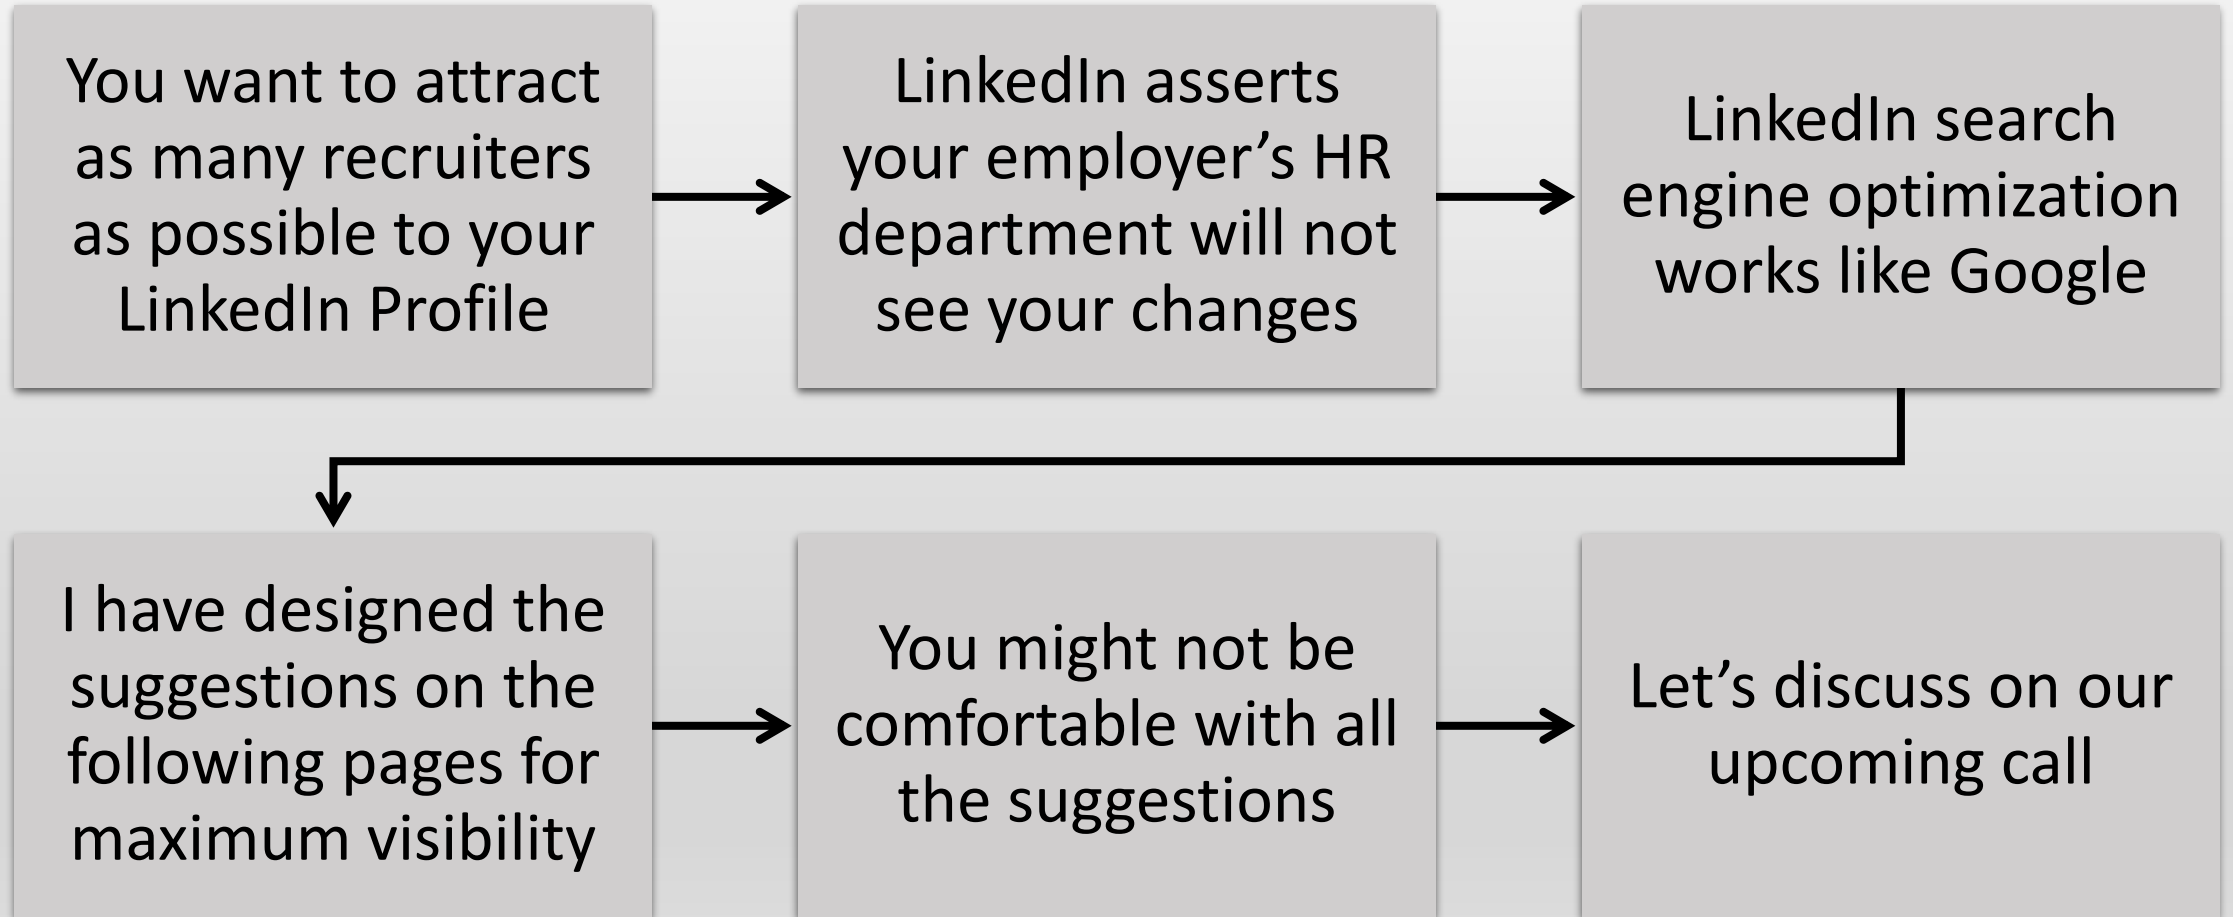 You want to attract
as many recruiters
as possible to your
LinkedIn Profile
LinkedIn asserts
your employer’s HR
department will not
see your changes
LinkedIn search
engine optimization
works like Google
I have designed the
suggestions on the
following pages for
maximum visibility
You might not be
comfortable with all
the suggestions
Let’s discuss on our
upcoming call